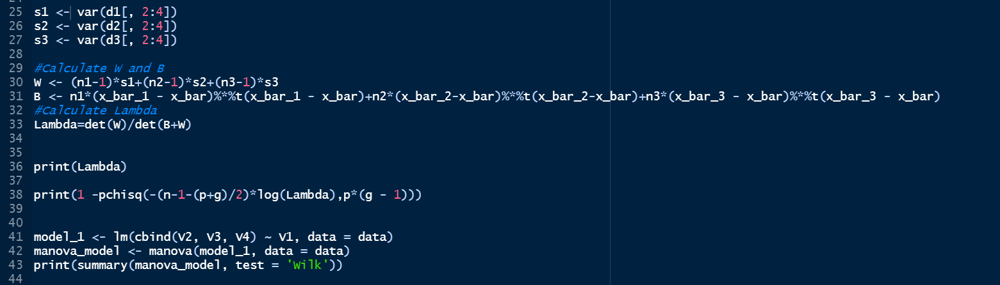 25 s1 <- var(d1[, 2:4])
26 s2 <- var(d2[, 2:4])
27 s3 <- var(d3[, 2:4])
28
29 #Calculate W and B
30 W <- (n1-1)*s1+(n2-1)*s2+(n3-1)*s3
31 B <- n1*(x_bar_1 - x_bar)%*%t(x_bar_1 - x_bar)+n2*(x_bar_2-x_bar)%*%t(x_bar_2-x_bar)+n3*(x_bar_3 - x_bar)%*%t(x_bar_3 - x_bar)
32 #Calculate Lambda
33 Lambda=det(W)/det(B+W)
34
35
36 print(Lambda)
37
38 print(1 -pchisq(-(n-1-(p+g)/2)*log(Lambda),p*(g - 1)))
39
40
41 model_1 <- lm(cbind(V2, V3, V4) ~ V1, data = data)
42 manova_model <- manova(model_1, data = data)
43 print(summary(manova_model, test = 'Wilk'))
44